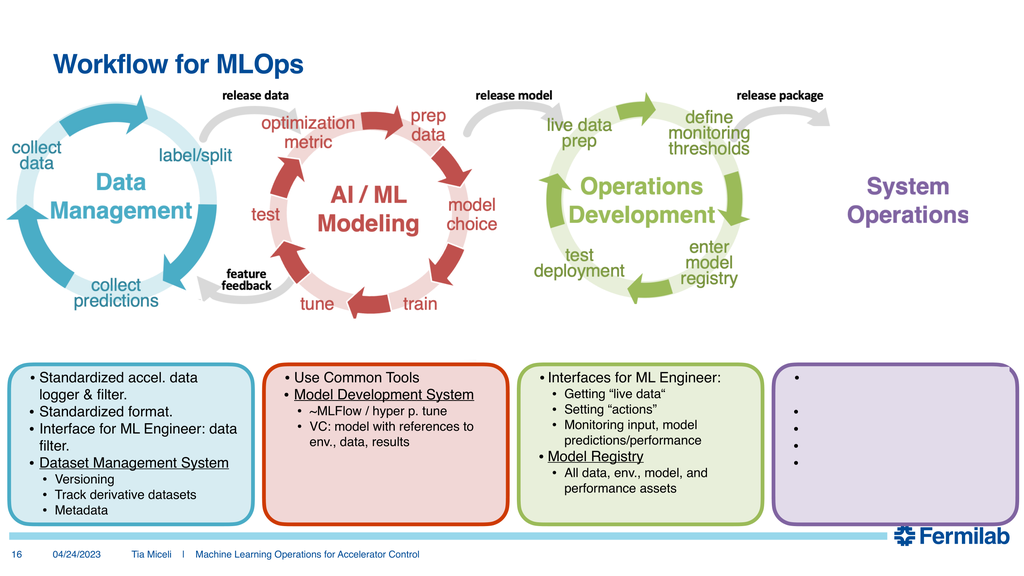 Workflow for MLOps
release data
release model
release package
collect
data
label/split
Data
Management
collect
predictions
feature
feedback
optimization
metric
prep
data
test
AI / ML
Modeling
model
choice
tune
train
live data
prep
define
monitoring
thresholds
Operations
Development
test
deployment
enter
model
registry
System
Operations
• Standardized accel. data
logger & filter.
• Standardized format.
• Interface for ML Engineer: data
filter.
• Dataset Management System
• Versioning
• Track derivative datasets
• Metadata
• Use Common Tools
• Model Development System
• ~MLFlow / hyper p. tune
• VC: model with references to
env., data, results
• Interfaces for ML Engineer:
• Getting “live data“
• Setting “actions”
• Monitoring input, model
predictions/performance
• Model Registry
• All data, env., model, and
performance assets
•
•
•
•
•
Fermilab
16 04/24/2023 Tia Miceli | Machine Learning Operations for Accelerator Control